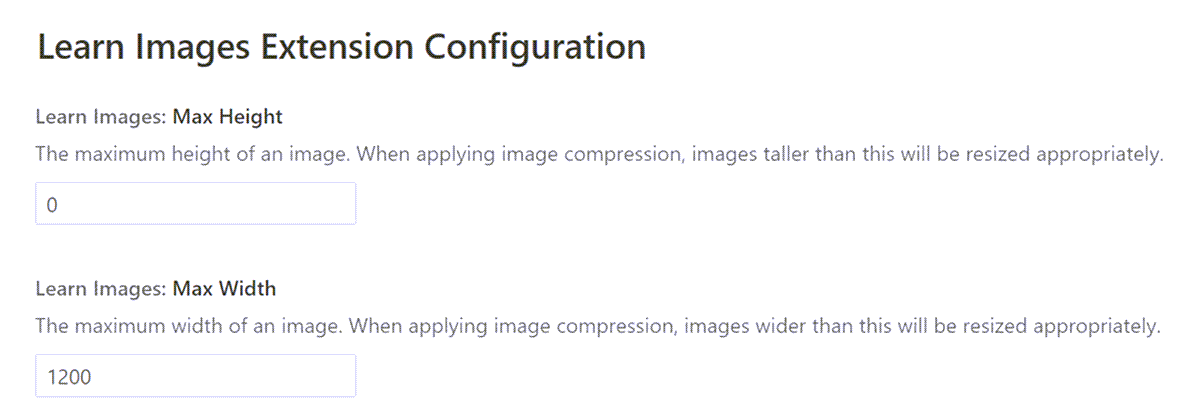 Learn Images Extension Configuration
Learn Images: Max Height
The maximum height of an image. When applying image compression, images taller than this will be resized appropriately.
0
Learn Images: Max Width
The maximum width of an image. When applying image compression, images wider than this will be resized appropriately.
1200